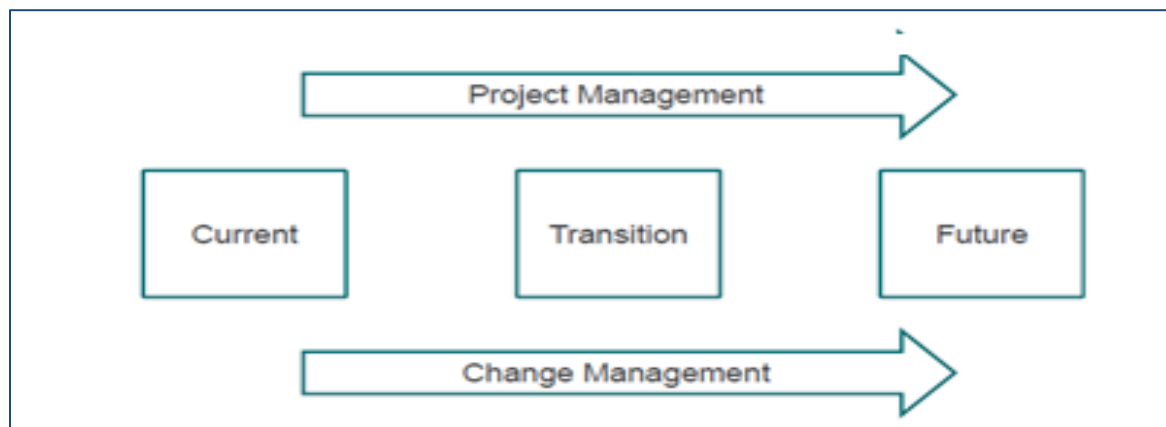 Project Management
Current
Transition
Future
Change Management